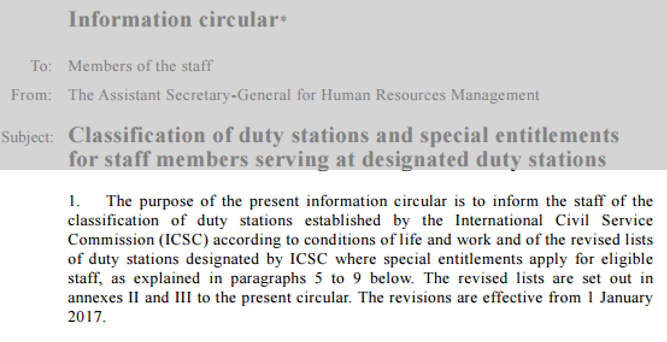 Information circular*
To: Members of the staff
From: The Assistant Secretary-General for Human Resources Management
Subject: Classification of duty stations and special entitlements
for staff members serving at designated duty stations
1. The purpose of the present information circular is to inform the staff of the
classification of duty stations established by the International Civil Service
Commission (ICSC) according to conditions of life and work and of the revised lists
of duty stations designated by ICSC where special entitlements apply for eligible
staff, as explained in paragraphs 5 to 9 below. The revised lists are set out in
annexes II and III to the present circular. The revisions are effective from 1 January
2017.